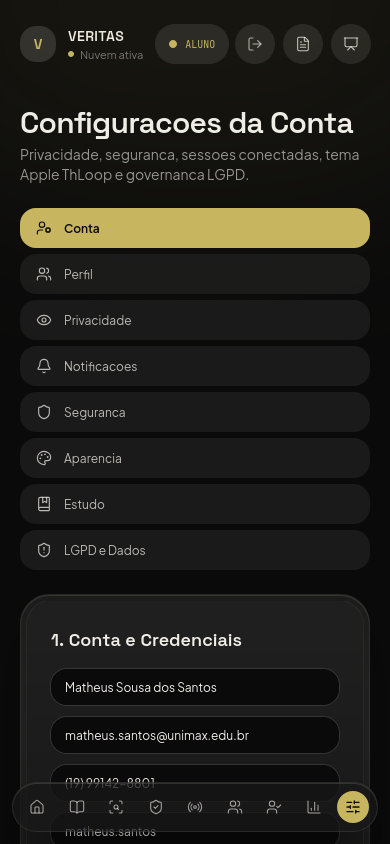 V
VERITAS
Nuvem ativa
ALUNO
Configuracoes da Conta
Privacidade, seguranca, sessoes conectadas, tema
Apple ThLoop e governanca LGPD.
Conta
Perfil
Privacidade
Notificacoes
Seguranca
Aparencia
Estudo
LGPD e Dados
1. Conta e Credenciais
Matheus Sousa dos Santos
matheus.santos@unimax.edu.br
(19) 99142-8801
matheus.santos